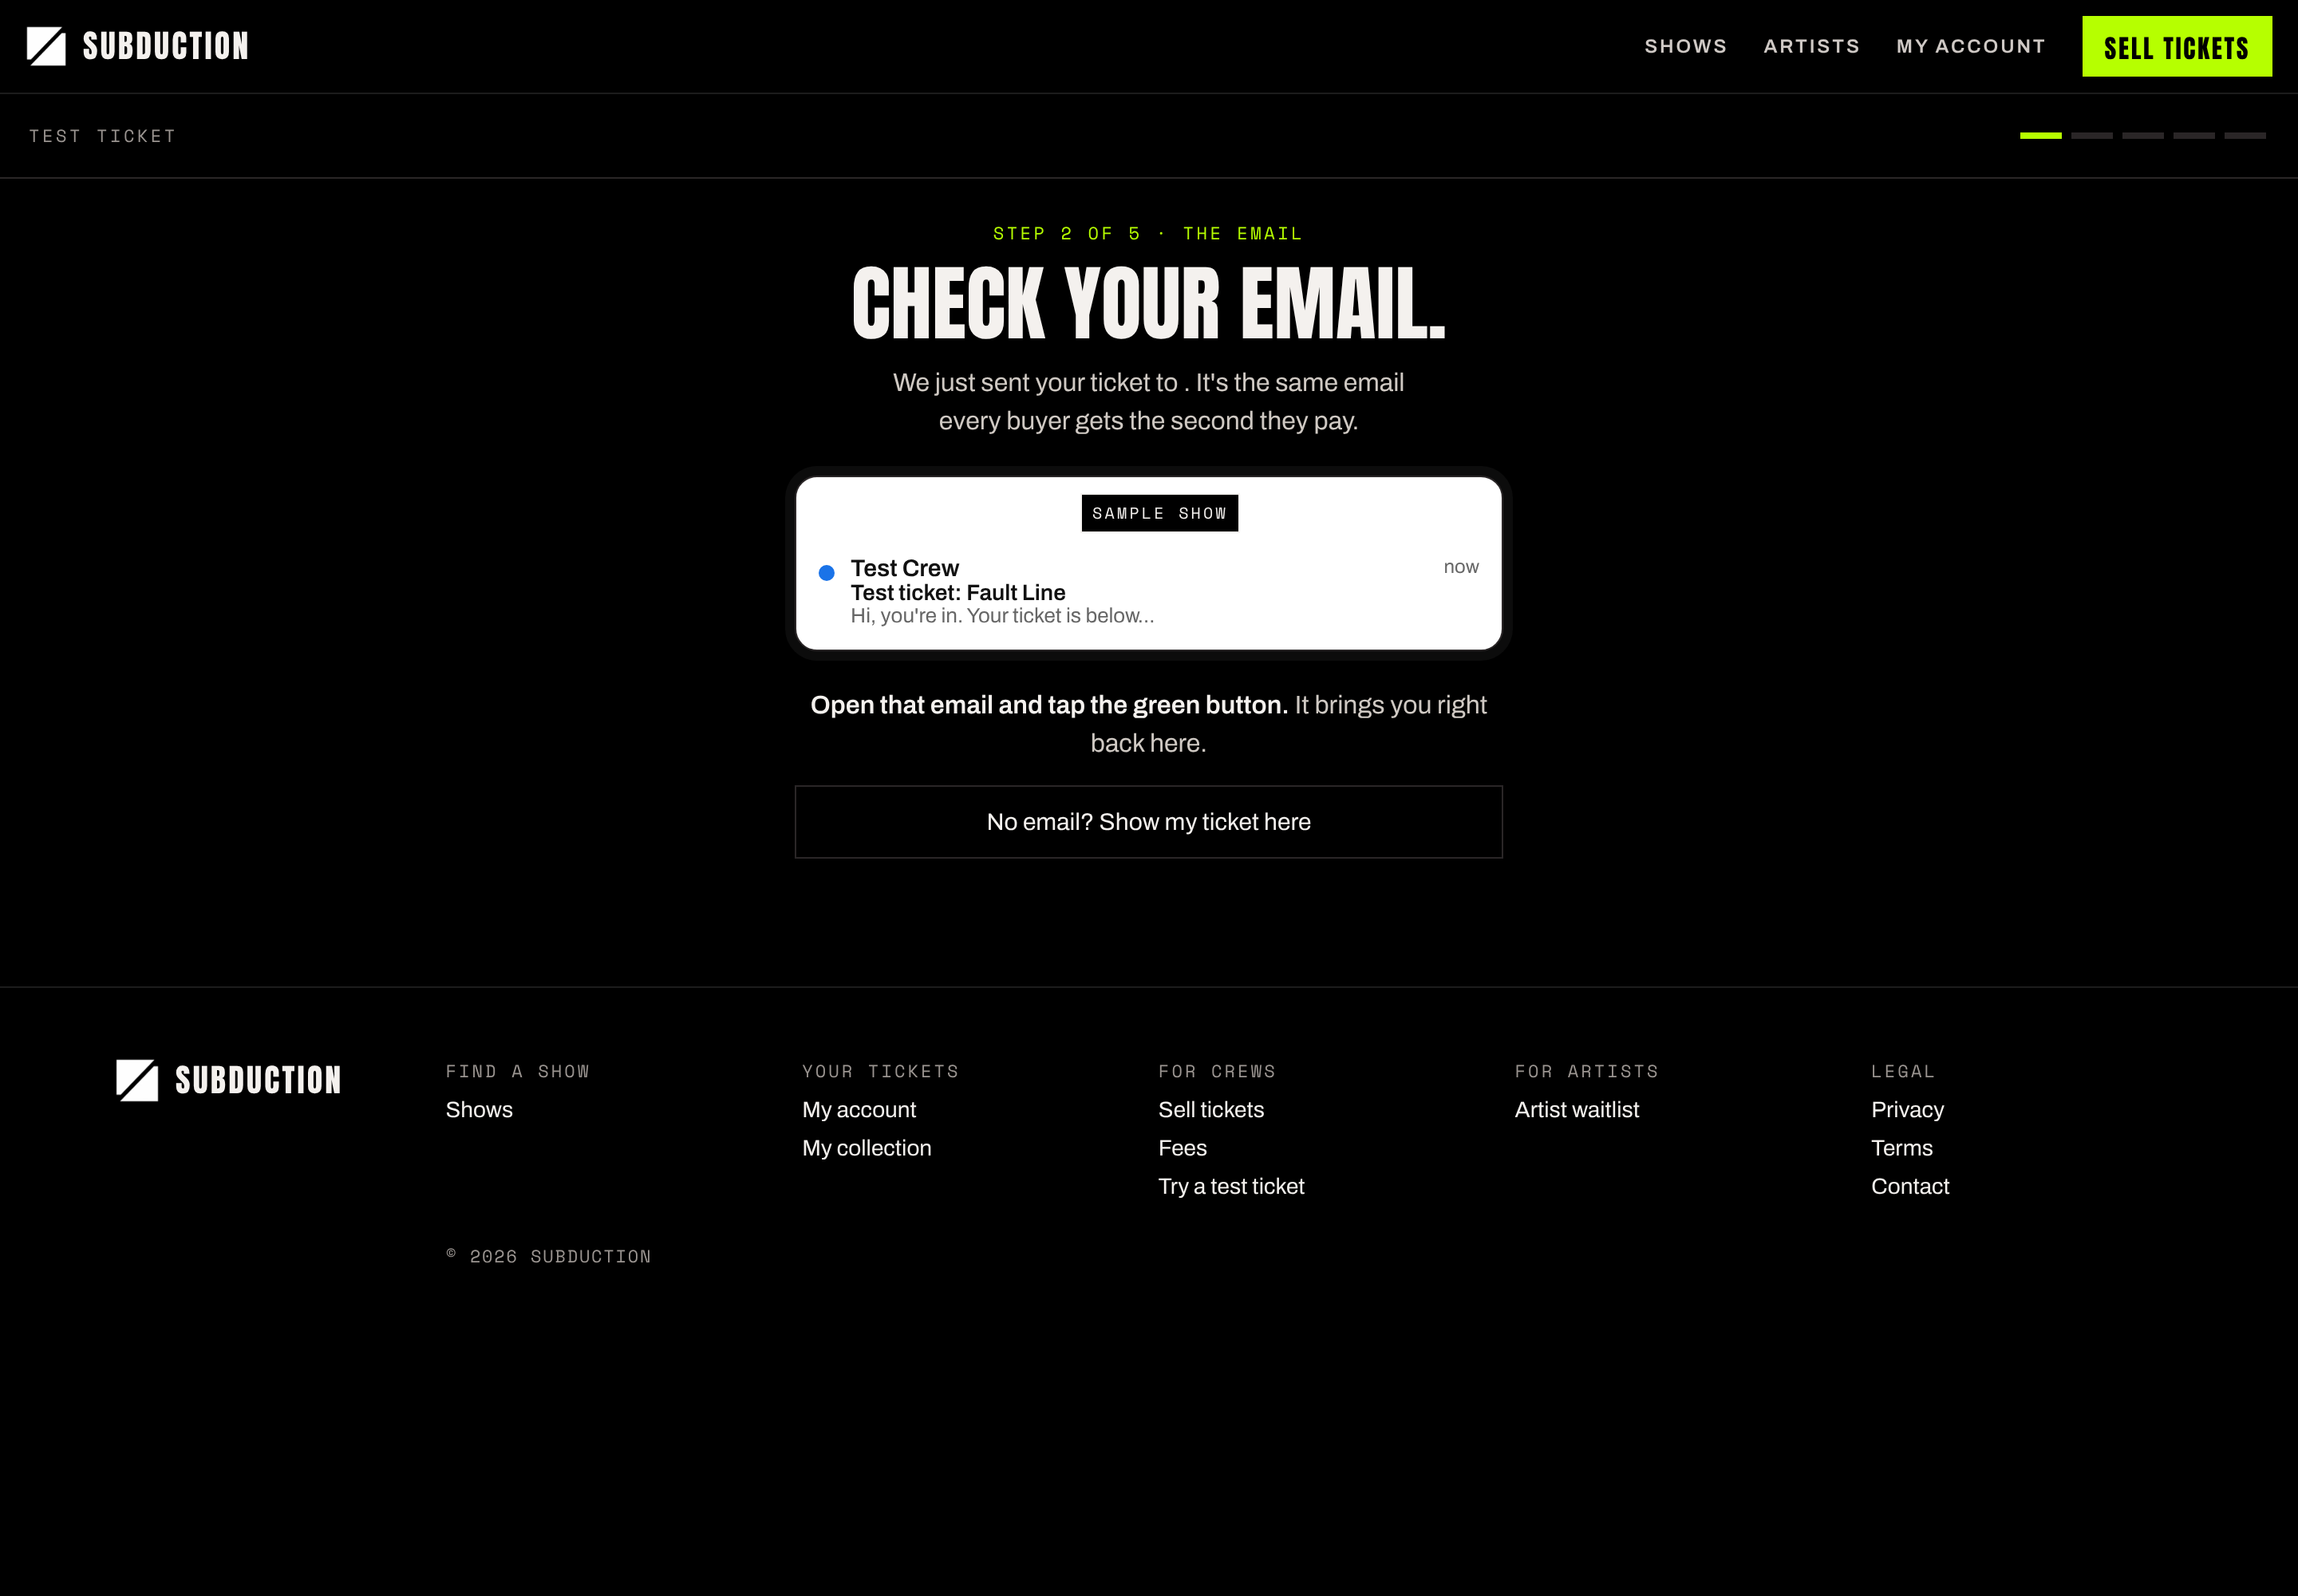 SUBDUCTION
SHOWS
ARTISTS
MY ACCOUNT
SELL TICKETS
TEST TICKET
STEP 2 OF 5 · THE EMAIL
CHECK YOUR EMAIL.
We just sent your ticket to . It's the same email
every buyer gets the second they pay.
SAMPLE SHOW
Test Crew
now
Test ticket: Fault Line
Hi, you're in. Your ticket is below...
Open that email and tap the green button. It brings you right
back here.
No email? Show my ticket here
SUBDUCTION
FIND A SHOW
Shows
YOUR TICKETS
My account
My collection
FOR CREWS
Sell tickets
Fees
Try a test ticket
FOR ARTISTS
Artist waitlist
LEGAL
Privacy
Terms
Contact
© 2026 SUBDUCTION